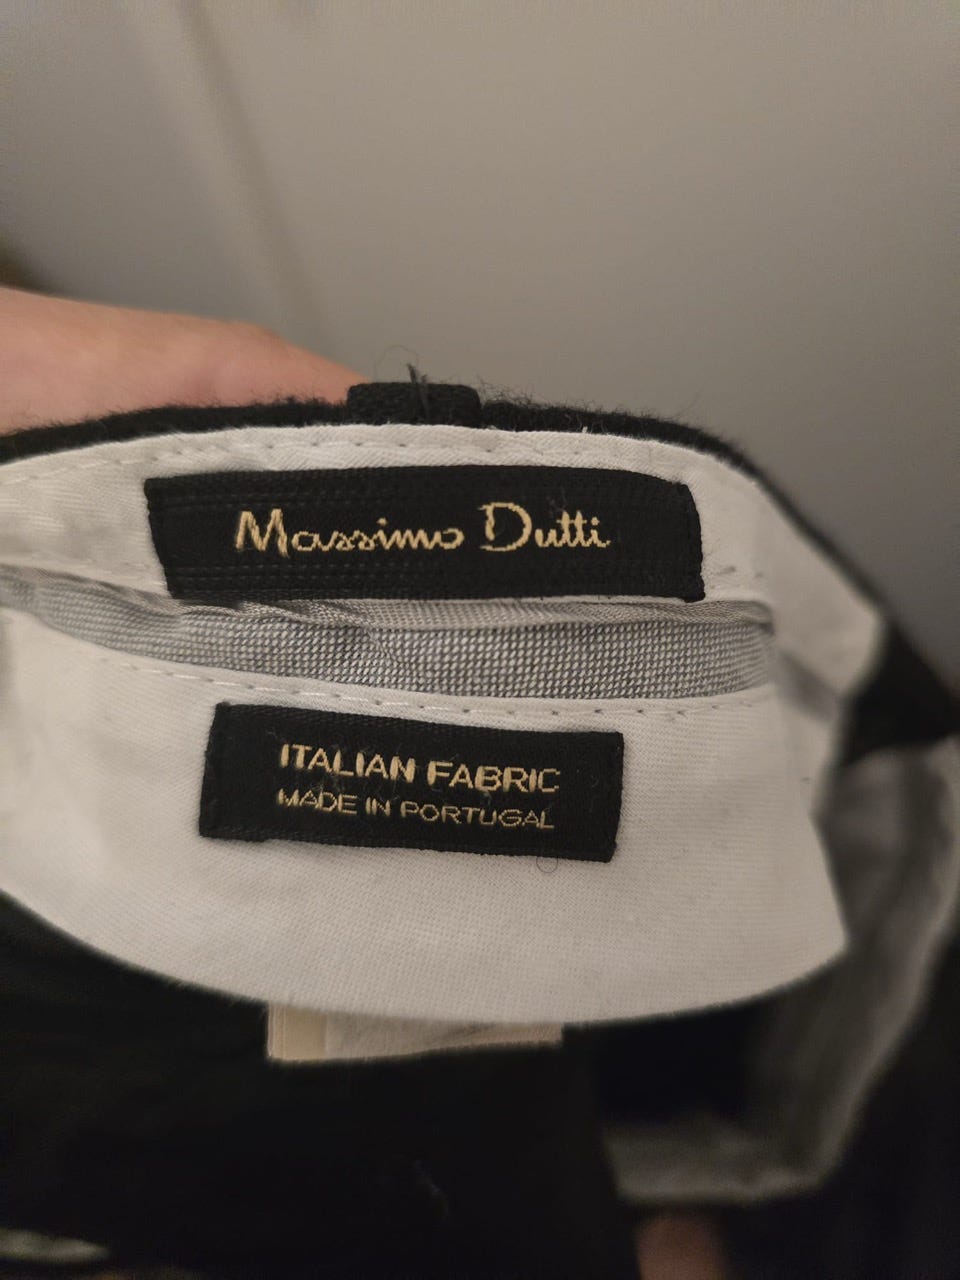 Massimo Dutti
ITALIAN FABRIC
MADE IN PORTUGAL